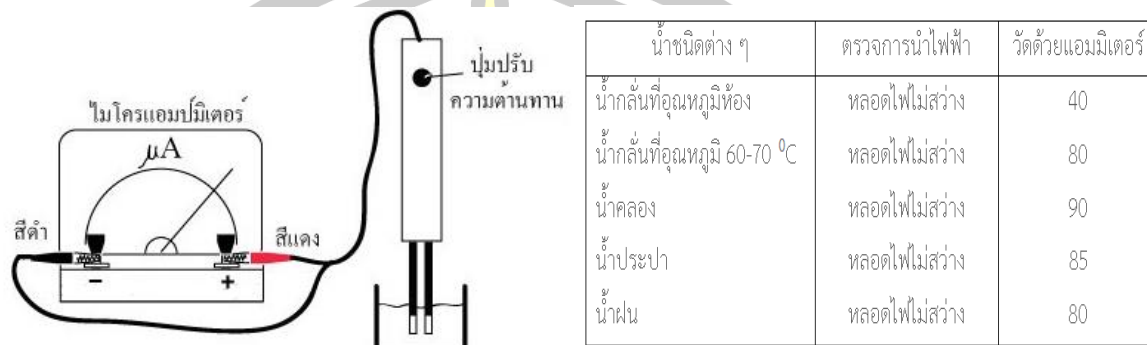 ปุ่มปรับ
ความต้านทาน
ไมโครแอมป์มิเตอร์
μA
สีดำ
สีแดง
- +
น้ำชนิดต่าง ๆ ตรวจการนำไฟฟ้า วัดด้วยแอมมิเตอร์
น้ำกลั่นที่อุณหภูมิห้อง หลอดไฟไม่สว่าง 40
น้ำกลั่นที่อุณหภูมิ 60-70 ⁰C หลอดไฟไม่สว่าง 80
น้ำคลอง หลอดไฟไม่สว่าง 90
น้ำประปา หลอดไฟไม่สว่าง 85
น้ำฝน หลอดไฟไม่สว่าง 80